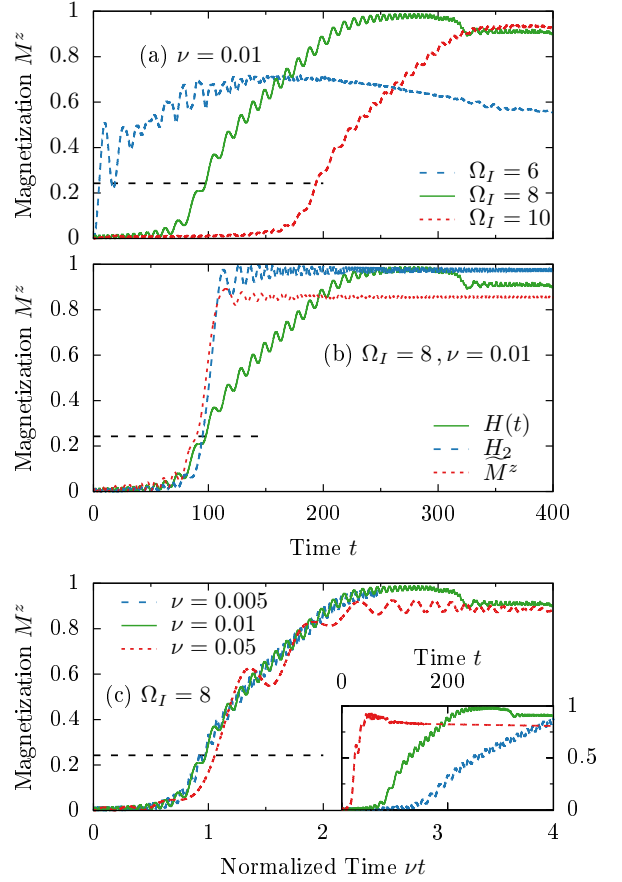 1
0.8
0.6
0.4
0.2
0
Magnetization M^z
(a) ν = 0.01
Ω_I = 6
Ω_I = 8
Ω_I = 10
1
0.8
0.6
0.4
0.2
0
Magnetization M^z
(b) Ω_I = 8 , ν = 0.01
H(t)
H_2
M̃^z
0 100 200 300 400
Time t
1
0.8
0.6
0.4
0.2
0
Magnetization M^z
ν = 0.005
ν = 0.01
ν = 0.05
(c) Ω_I = 8
Time t
0 200
1
0.5
0
0 1 2 3 4
Normalized Time νt